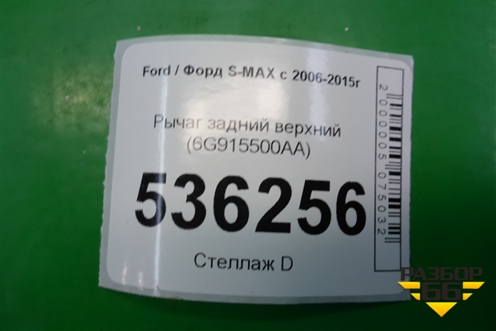 Ford / Форд S-MAX с 2006-2015г
Рычаг задний верхний
(6G915500AA)
536256
Стеллаж D
2000005075032
РАЗБОР
66